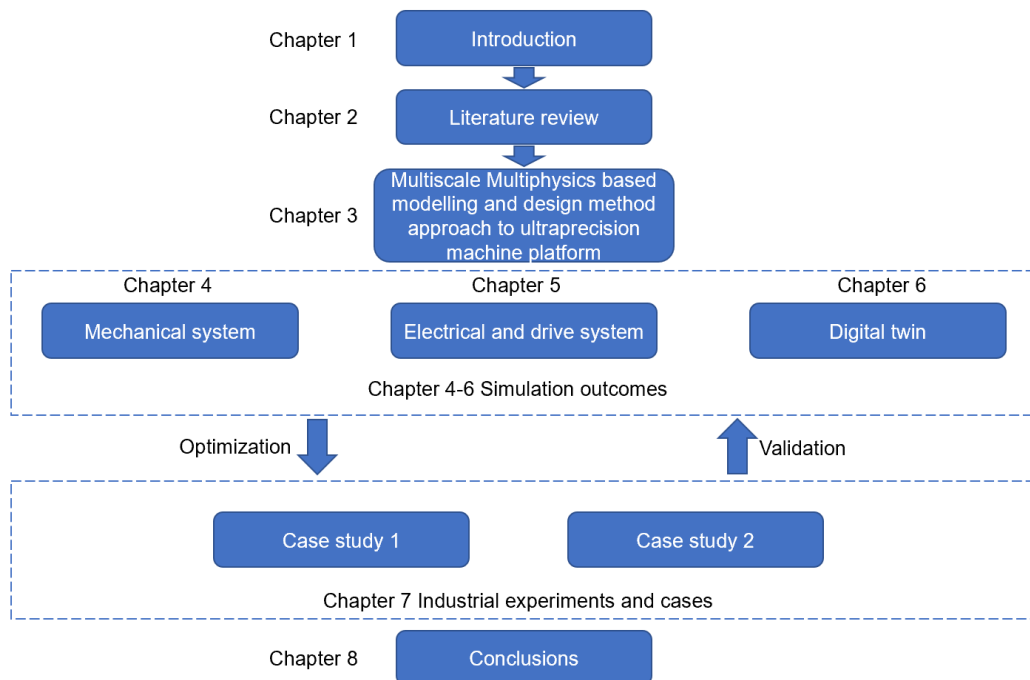 Chapter 1
Introduction
Chapter 2
Literature review
Chapter 3
Multiscale Multiphysics based
modelling and design method
approach to ultraprecision
machine platform
Chapter 4
Chapter 5
Chapter 6
Mechanical system
Electrical and drive system
Digital twin
Chapter 4-6 Simulation outcomes
Optimization
Validation
Case study 1
Case study 2
Chapter 7 Industrial experiments and cases
Chapter 8
Conclusions